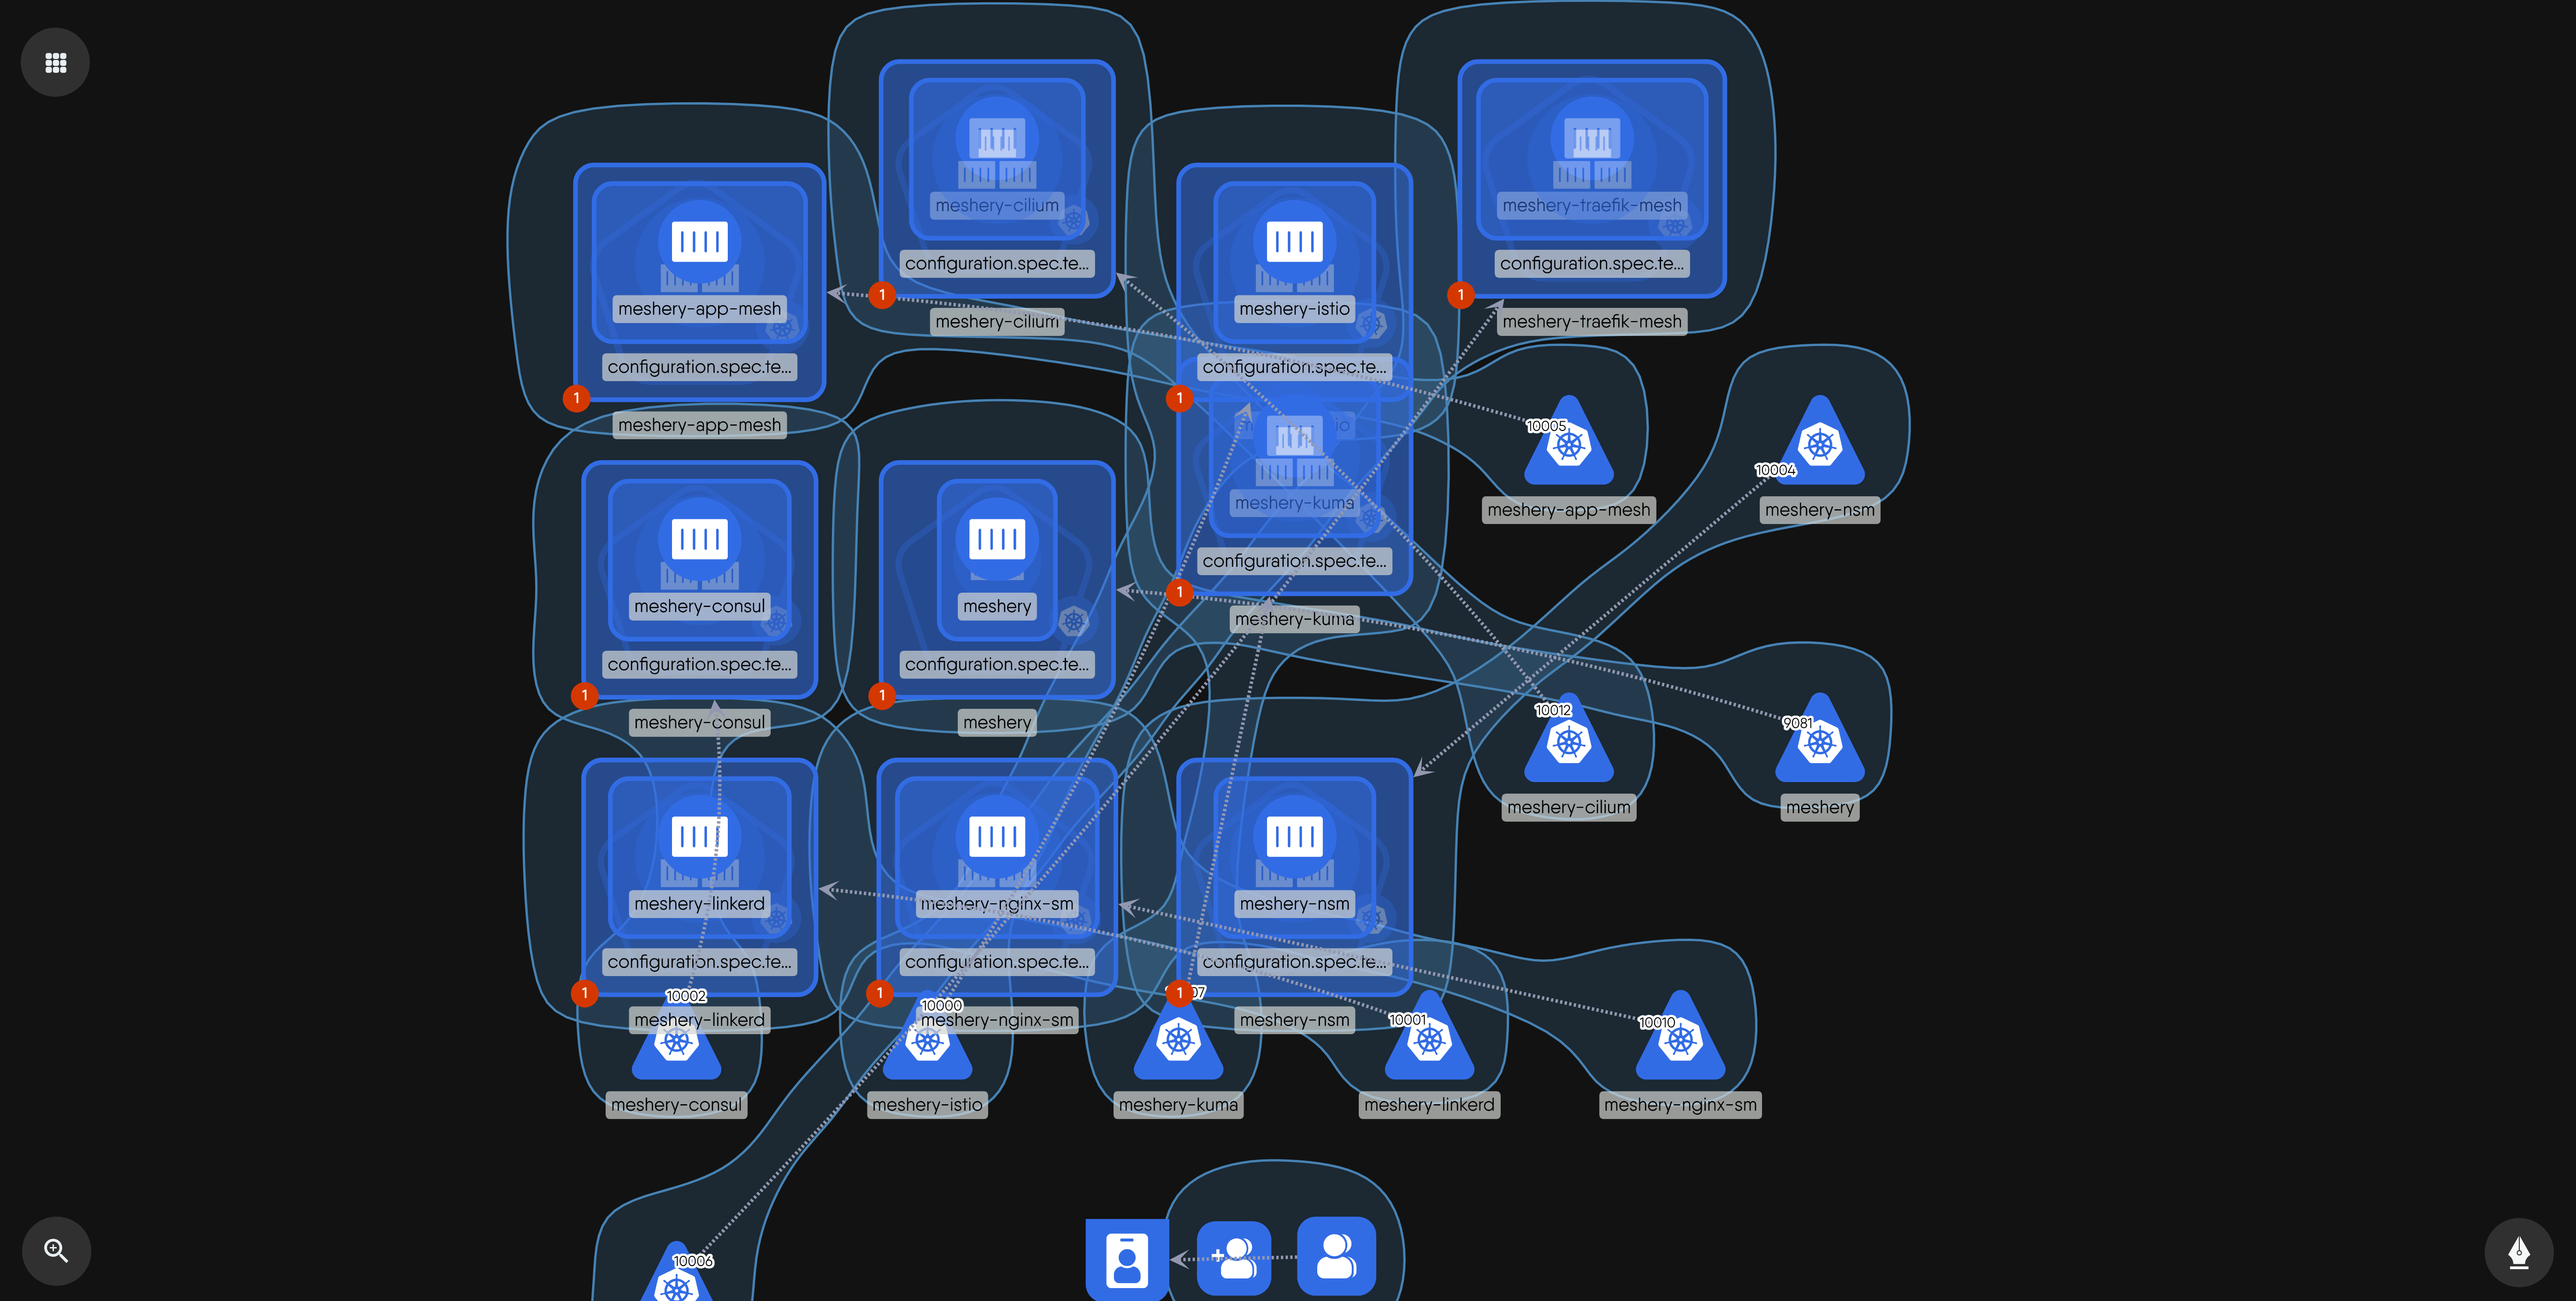 meshery-cilium
configuration.spec.te...
1
meshery-cilium
meshery-traefik-mesh
configuration.spec.te...
1
meshery-traefik-mesh
meshery-app-mesh
configuration.spec.te...
1
meshery-app-mesh
meshery-istio
configuration.spec.te...
1
meshery-kuma
configuration.spec.te...
1
meshery-kuma
10005
meshery-app-mesh
10004
meshery-nsm
meshery-consul
configuration.spec.te...
1
meshery-consul
meshery
configuration.spec.te...
1
meshery
10012
meshery-cilium
9081
meshery
meshery-linkerd
configuration.spec.te...
1
meshery-linkerd
meshery-nginx-sm
configuration.spec.te...
1
meshery-nginx-sm
meshery-nsm
configuration.spec.te...
1
meshery-nsm
10002
meshery-consul
10000
meshery-istio
meshery-kuma
10001
meshery-linkerd
10010
meshery-nginx-sm
10006